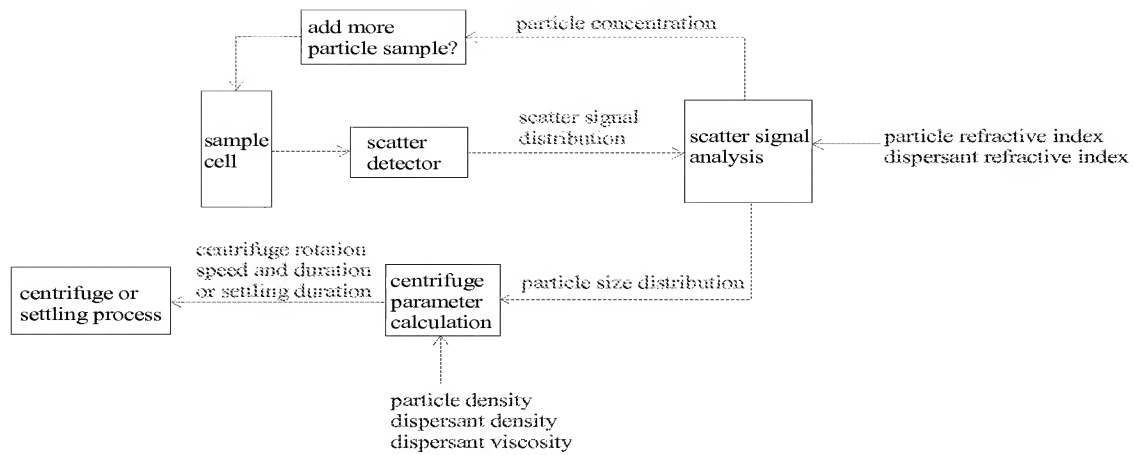 add more
particle sample?
particle concentration
sample
cell
scatter
detector
scatter signal
distribution
scatter signal
analysis
particle refractive index
dispersant refractive index
centrifuge or
settling process
centrifuge rotation
speed and duration
or settling duration
centrifuge
parameter
calculation
particle size distribution
particle density
dispersant density
dispersant viscosity